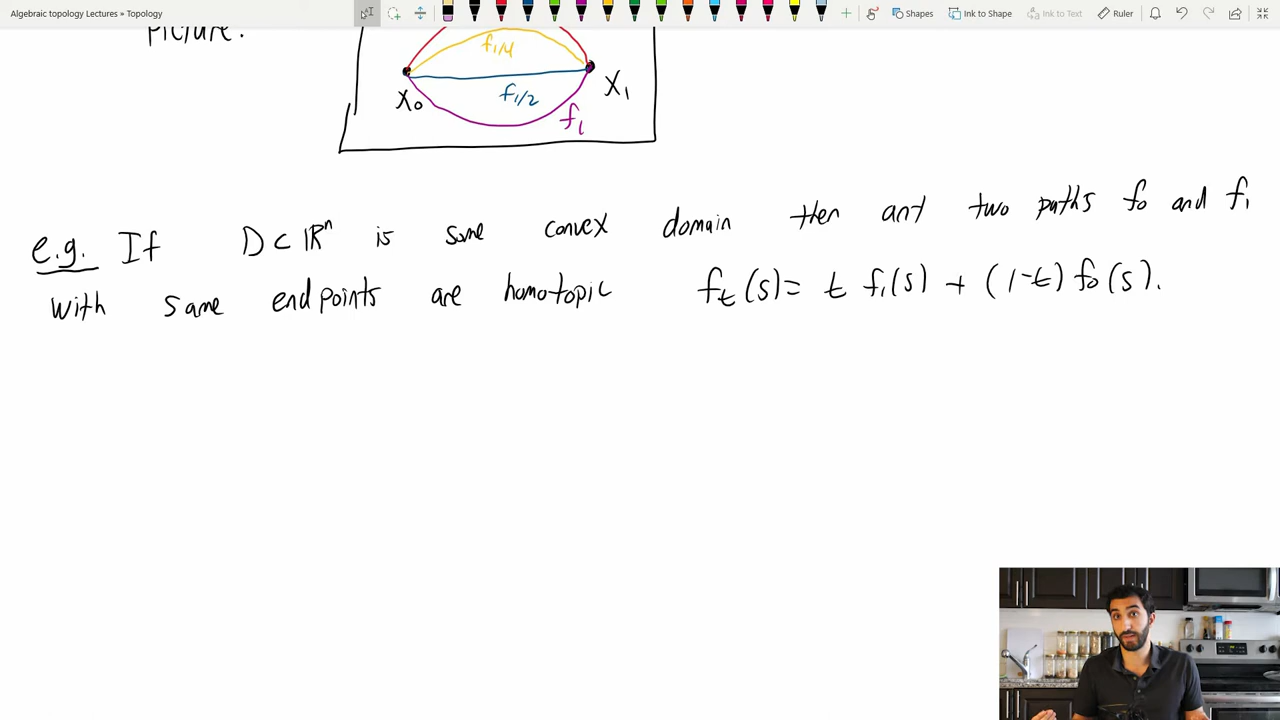 Algebraic topology Lectures – Topology
Shapes Ink to Shape Ink to Text Ruler
Picture:
f1/4
X0 f1/2 X1
f1
e.g. If D ⊂ ℝⁿ is some convex domain then any two paths f0 and f1
with same endpoints are homotopic ft(s) = t f1(s) + (1-t) f0(s).